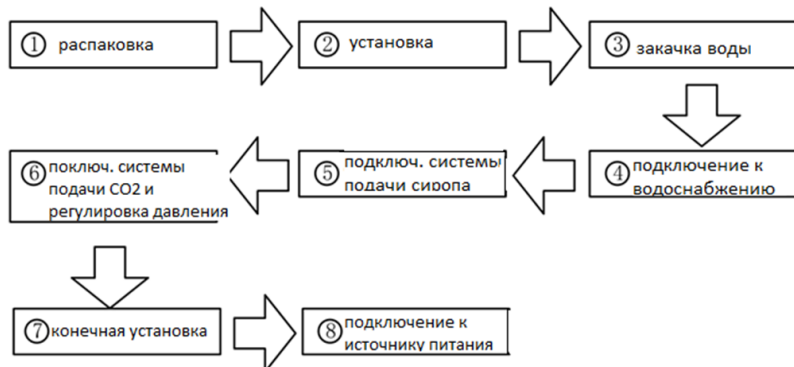 ① распаковка
② установка
③ закачка воды
④ подключение к
водоснабжению
⑤ подключ. системы
подачи сиропа
⑥ поключ. системы
подачи СО2 и
регулировка давления
⑦ конечная установка
⑧ подключение к
источнику питания